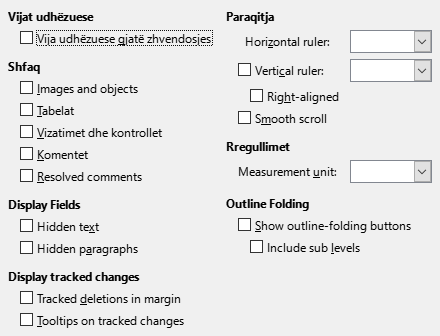 Vijat udhëzuese
Vija udhëzuese gjatë zhvendosjes
Shfaq
Images and objects
Tabelat
Vizatimet dhe kontrollet
Komentet
Resolved comments
Display Fields
Hidden text
Hidden paragraphs
Display tracked changes
Tracked deletions in margin
Tooltips on tracked changes
Paraqitja
Horizontal ruler:
Vertical ruler:
Right-aligned
Smooth scroll
Rregullimet
Measurement unit:
Outline Folding
Show outline-folding buttons
Include sub levels